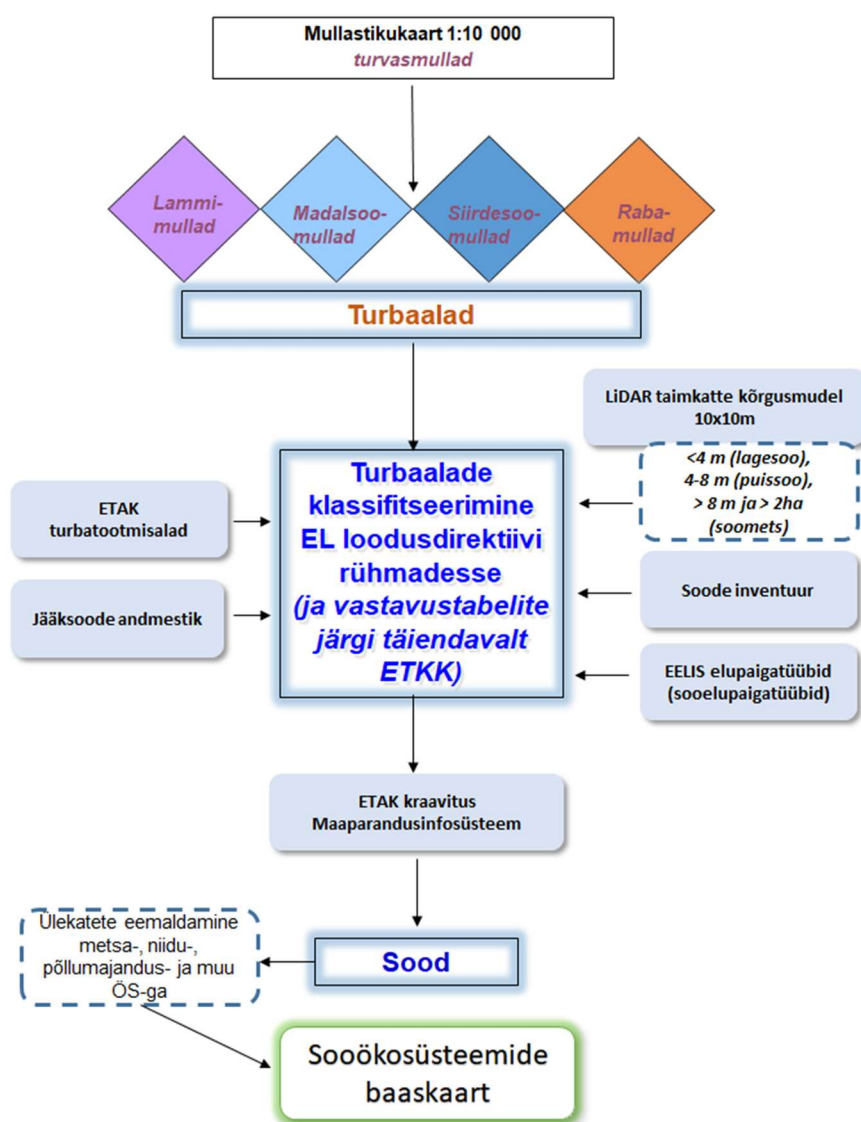 Mullastikukaart 1:10 000
turvasmullad
Lammi-
mullad
Madalsoo-
mullad
Siirdesoo-
mullad
Raba-
mullad
Turbaalad
LiDAR taimkatte kõrgusmudel
10x10m
<4 m (lagesoo),
4-8 m (puissoo),
> 8 m ja > 2ha
(soomets)
Turbaalade
klassifitseerimine
EL loodusdirektiivi
rühmadesse
(ja vastavustabelite
järgi täiendavalt
ETKK)
ETAK
turbatootmisalad
Jääksoode andmestik
Soode inventuur
EELIS elupaigatüübid
(sooelupaigatüübid)
ETAK kraavitus
Maaparandusinfosüsteem
Sood
Ülekatete eemaldamine
metsa-, niidu-,
põllumajandus- ja muu
ÖS-ga
Sooökosüsteemide
baaskaart